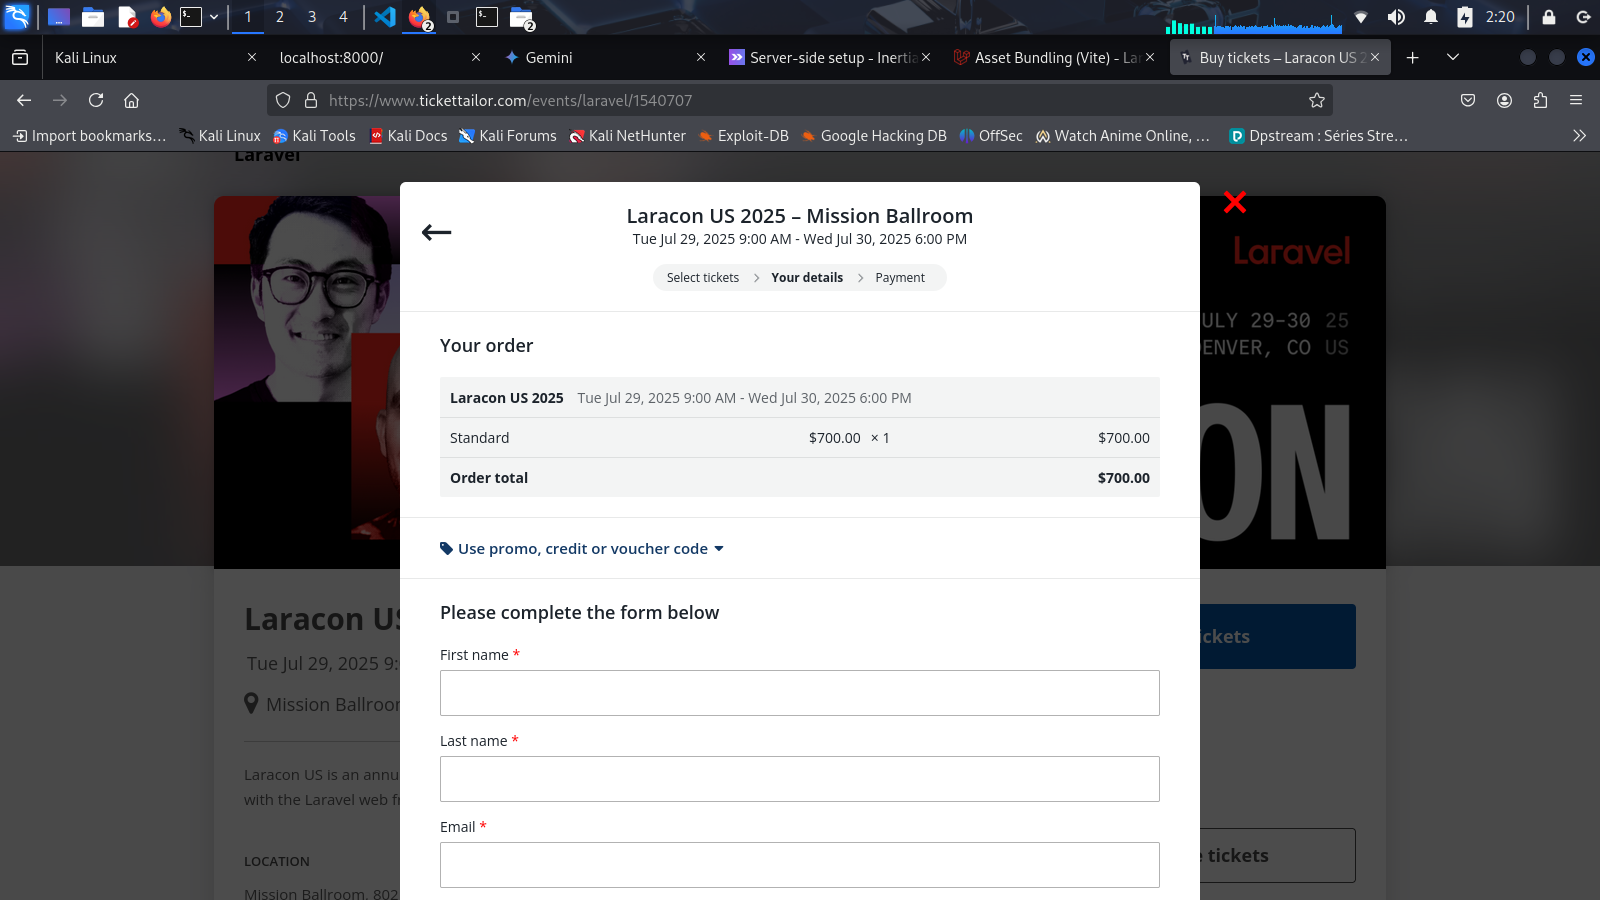 1
2
3
4
2
2
2:20
Kali Linux
localhost:8000/
Gemini
Server-side setup - Inertia
Asset Bundling (Vite) - Lar
Buy tickets – Laracon US 2
https://www.tickettailor.com/events/laravel/1540707
Import bookmarks…
Kali Linux
Kali Tools
Kali Docs
Kali Forums
Kali NetHunter
Exploit-DB
Google Hacking DB
OffSec
Watch Anime Online, …
Dpstream : Séries Stre…
Laravel
Laracon US 2025 – Mission Ballroom
Tue Jul 29, 2025 9:00 AM - Wed Jul 30, 2025 6:00 PM
Select tickets
Your details
Payment
Laravel
ULY 29-30 25
DENVER, CO US
ON
Your order
Laracon US 2025 Tue Jul 29, 2025 9:00 AM - Wed Jul 30, 2025 6:00 PM
Standard $700.00 × 1 $700.00
Order total $700.00
Use promo, credit or voucher code
Please complete the form below
First name *
Last name *
Email *
Laracon US
Tue Jul 29, 2025 9:
Mission Ballroom
Laracon US is an annu
with the Laravel web fr
LOCATION
Mission Ballroom, 802
ickets
e tickets